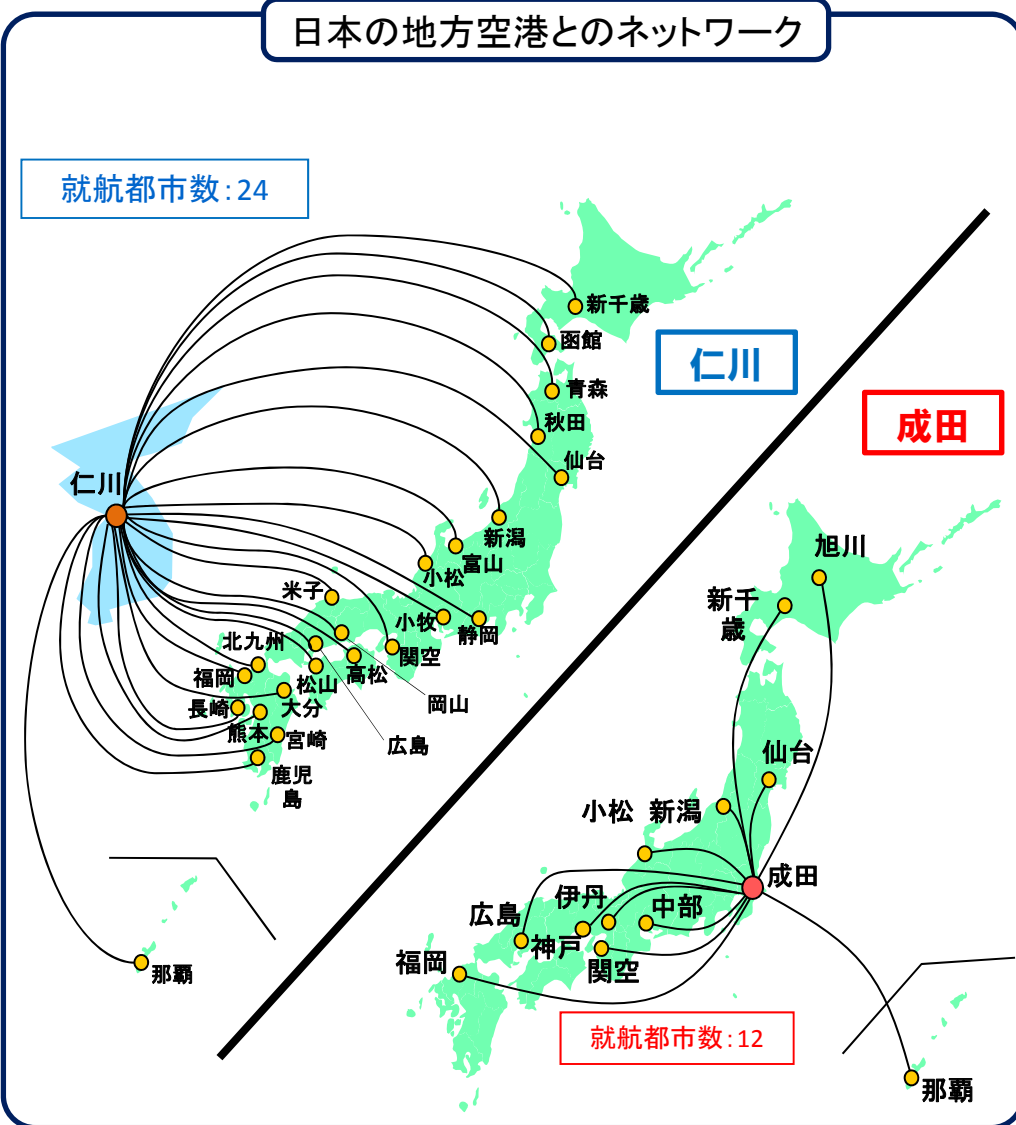 日本の地方空港とのネットワーク
就航都市数:24
新千歳
函館
仁川
青森
成田
秋田
仙台
仁川
新潟
富山
小松
米子
小牧
静岡
北九州
関空
福岡
松山
高松
岡山
長崎
大分
熊本
宮崎
広島
鹿児
島
那覇
旭川
新千
歳
仙台
小松
新潟
成田
伊丹
中部
広島
神戸
福岡
関空
就航都市数:12
那覇